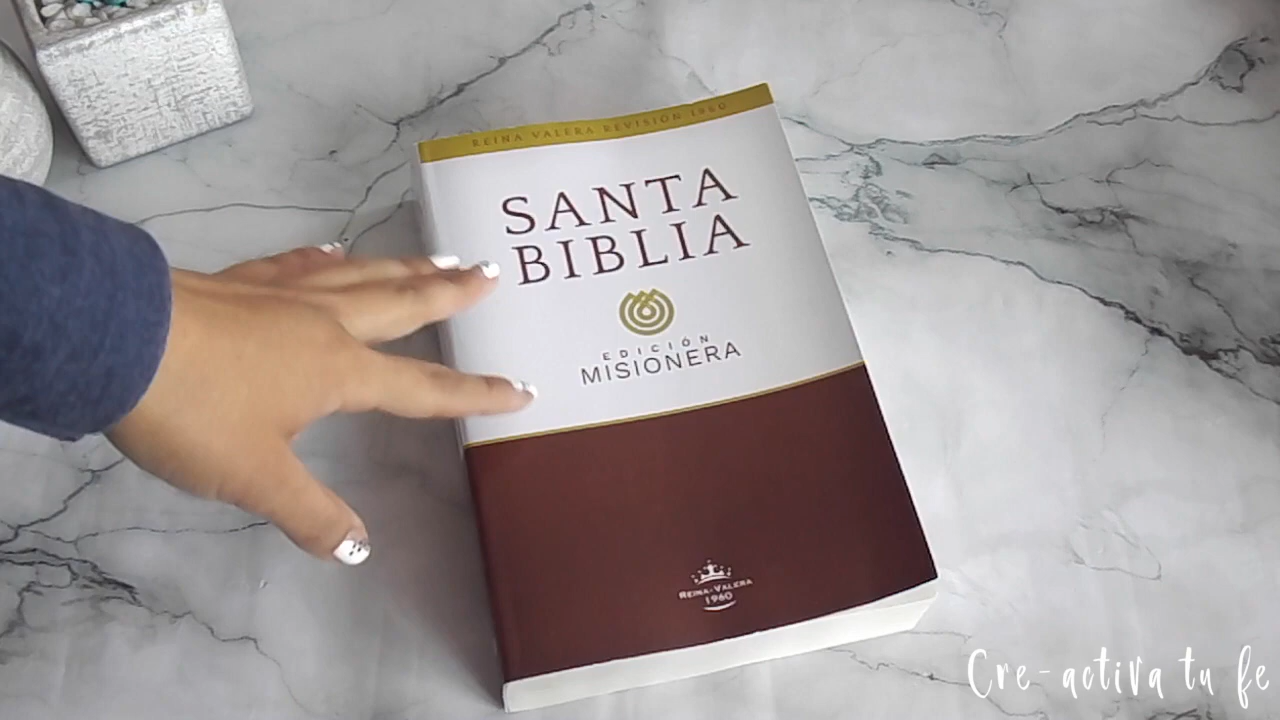 REINA VALERA REVISIÓN 1960
SANTA
BIBLIA
EDICIÓN
MISIONERA
REINA-VALERA
1960
Cre-activa tu fe